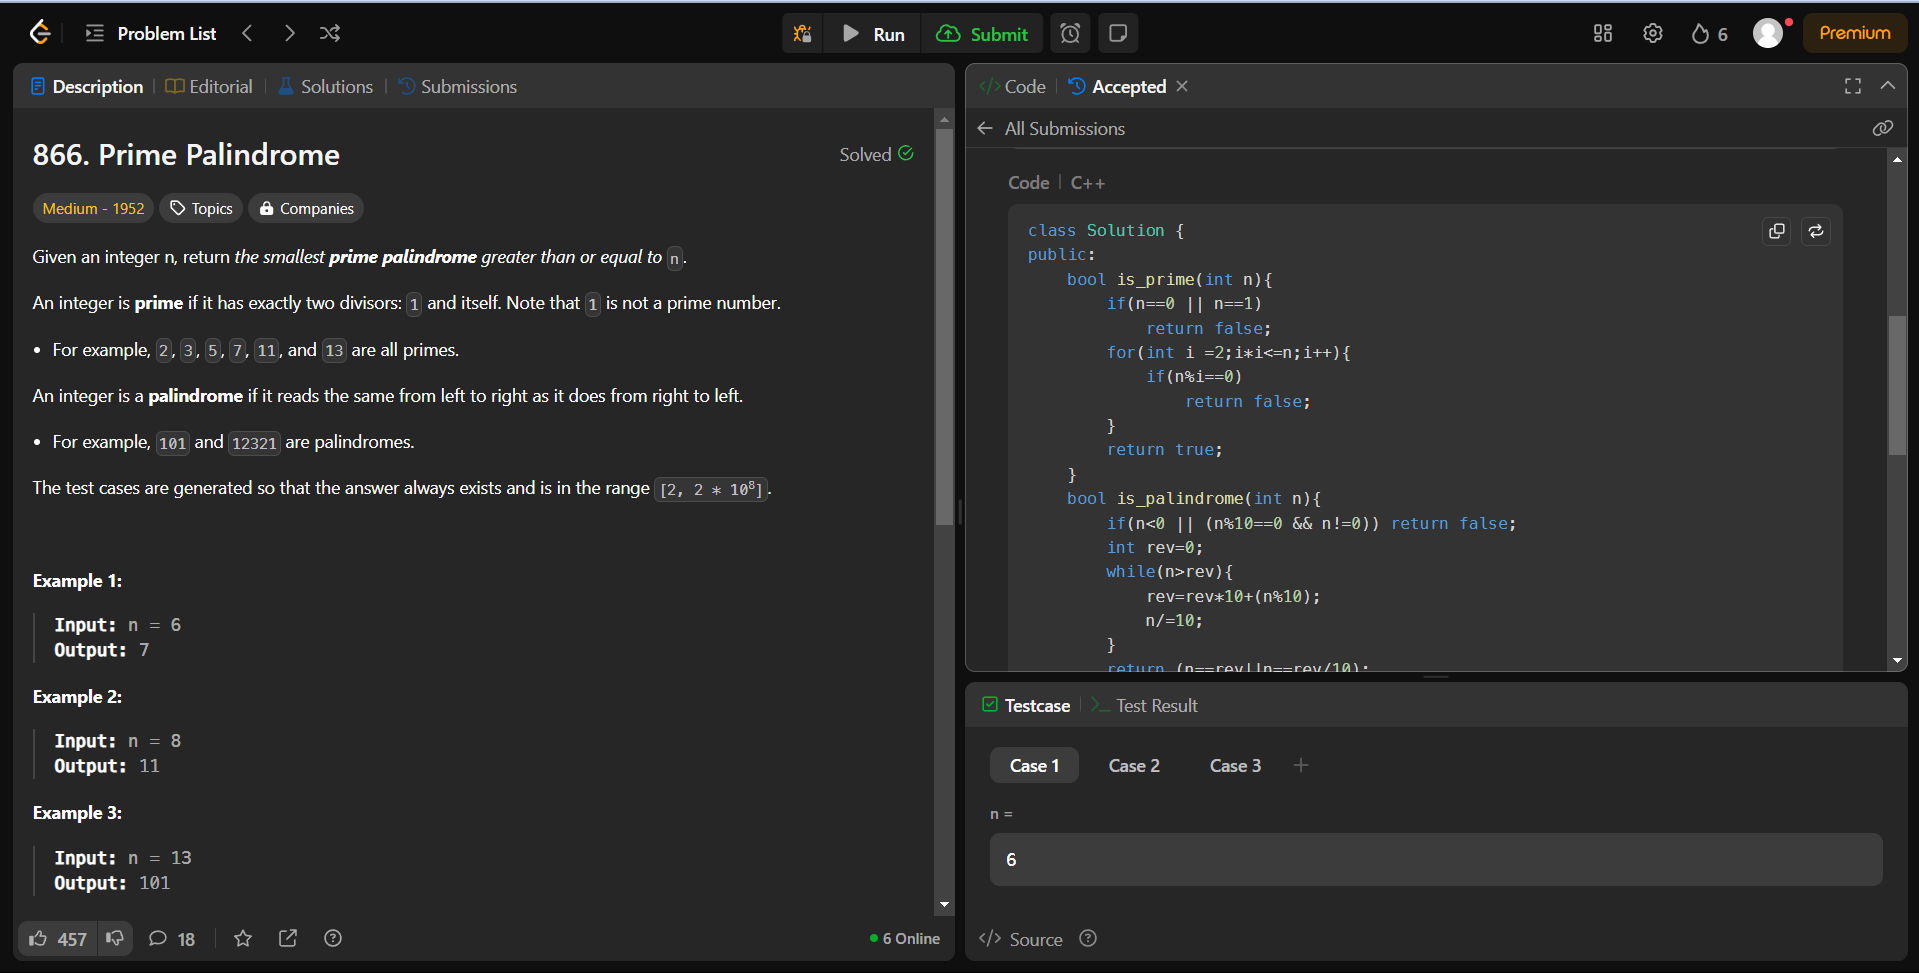 Problem List
Run
Submit
6
Premium
Description
Editorial
Solutions
Submissions
866. Prime Palindrome
Solved
Medium - 1952
Topics
Companies
Given an integer n, return the smallest prime palindrome greater than or equal to n.
An integer is prime if it has exactly two divisors: 1 and itself. Note that 1 is not a prime number.
• For example, 2, 3, 5, 7, 11, and 13 are all primes.
An integer is a palindrome if it reads the same from left to right as it does from right to left.
• For example, 101 and 12321 are palindromes.
The test cases are generated so that the answer always exists and is in the range [2, 2 * 10⁸].
Example 1:
Input: n = 6
Output: 7
Example 2:
Input: n = 8
Output: 11
Example 3:
Input: n = 13
Output: 101
457
18
6 Online
</> Code
Accepted
All Submissions
Code
C++
class Solution {
public:
    bool is_prime(int n){
        if(n==0 || n==1)
            return false;
        for(int i =2;i*i<=n;i++){
            if(n%i==0)
                return false;
        }
        return true;
    }
    bool is_palindrome(int n){
        if(n<0 || (n%10==0 && n!=0)) return false;
        int rev=0;
        while(n>rev){
            rev=rev*10+(n%10);
            n/=10;
        }
        return (n==rev||n==rev/10);
Testcase
Test Result
Case 1
Case 2
Case 3
n =
6
</> Source